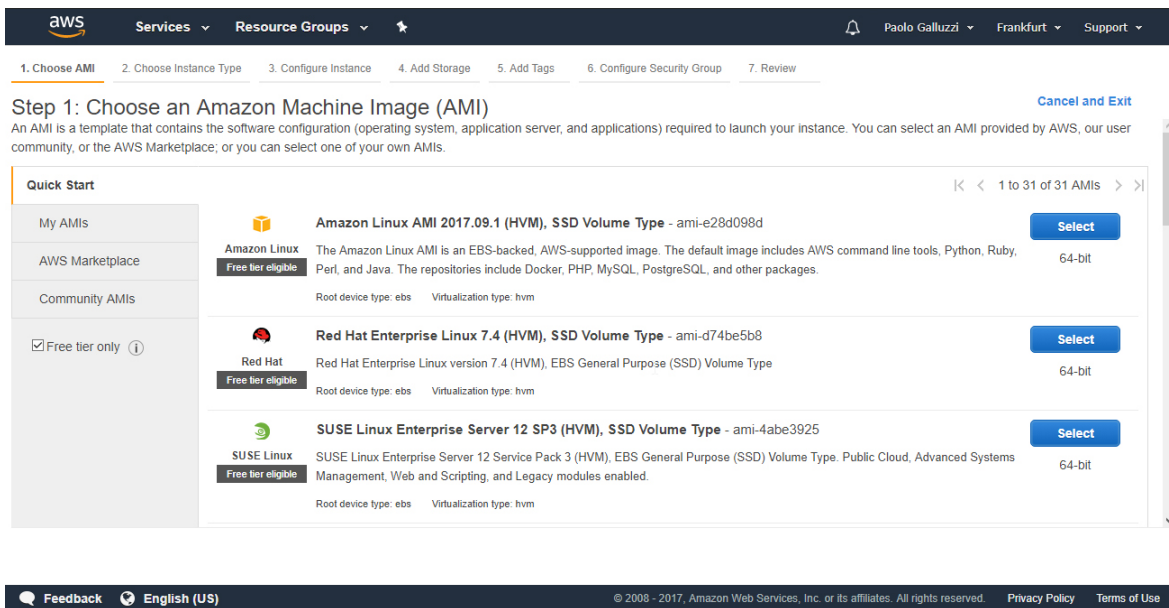 aws Services Resource Groups Paolo Galluzzi Frankfurt Support
1. Choose AMI 2. Choose Instance Type 3. Configure Instance 4. Add Storage 5. Add Tags 6. Configure Security Group 7. Review
Step 1: Choose an Amazon Machine Image (AMI)
Cancel and Exit
An AMI is a template that contains the software configuration (operating system, application server, and applications) required to launch your instance. You can select an AMI provided by AWS, our user
community, or the AWS Marketplace; or you can select one of your own AMIs.
Quick Start
My AMIs
AWS Marketplace
Community AMIs
Free tier only
1 to 31 of 31 AMIs
Amazon Linux
Free tier eligible
Amazon Linux AMI 2017.09.1 (HVM), SSD Volume Type - ami-e28d098d
The Amazon Linux AMI is an EBS-backed, AWS-supported image. The default image includes AWS command line tools, Python, Ruby,
Perl, and Java. The repositories include Docker, PHP, MySQL, PostgreSQL, and other packages.
Root device type: ebs Virtualization type: hvm
Select
64-bit
Red Hat
Free tier eligible
Red Hat Enterprise Linux 7.4 (HVM), SSD Volume Type - ami-d74be5b8
Red Hat Enterprise Linux version 7.4 (HVM), EBS General Purpose (SSD) Volume Type
Root device type: ebs Virtualization type: hvm
Select
64-bit
SUSE Linux
Free tier eligible
SUSE Linux Enterprise Server 12 SP3 (HVM), SSD Volume Type - ami-4abe3925
SUSE Linux Enterprise Server 12 Service Pack 3 (HVM), EBS General Purpose (SSD) Volume Type. Public Cloud, Advanced Systems
Management, Web and Scripting, and Legacy modules enabled.
Root device type: ebs Virtualization type: hvm
Select
64-bit
Feedback English (US) © 2008 - 2017, Amazon Web Services, Inc. or its affiliates. All rights reserved. Privacy Policy Terms of Use